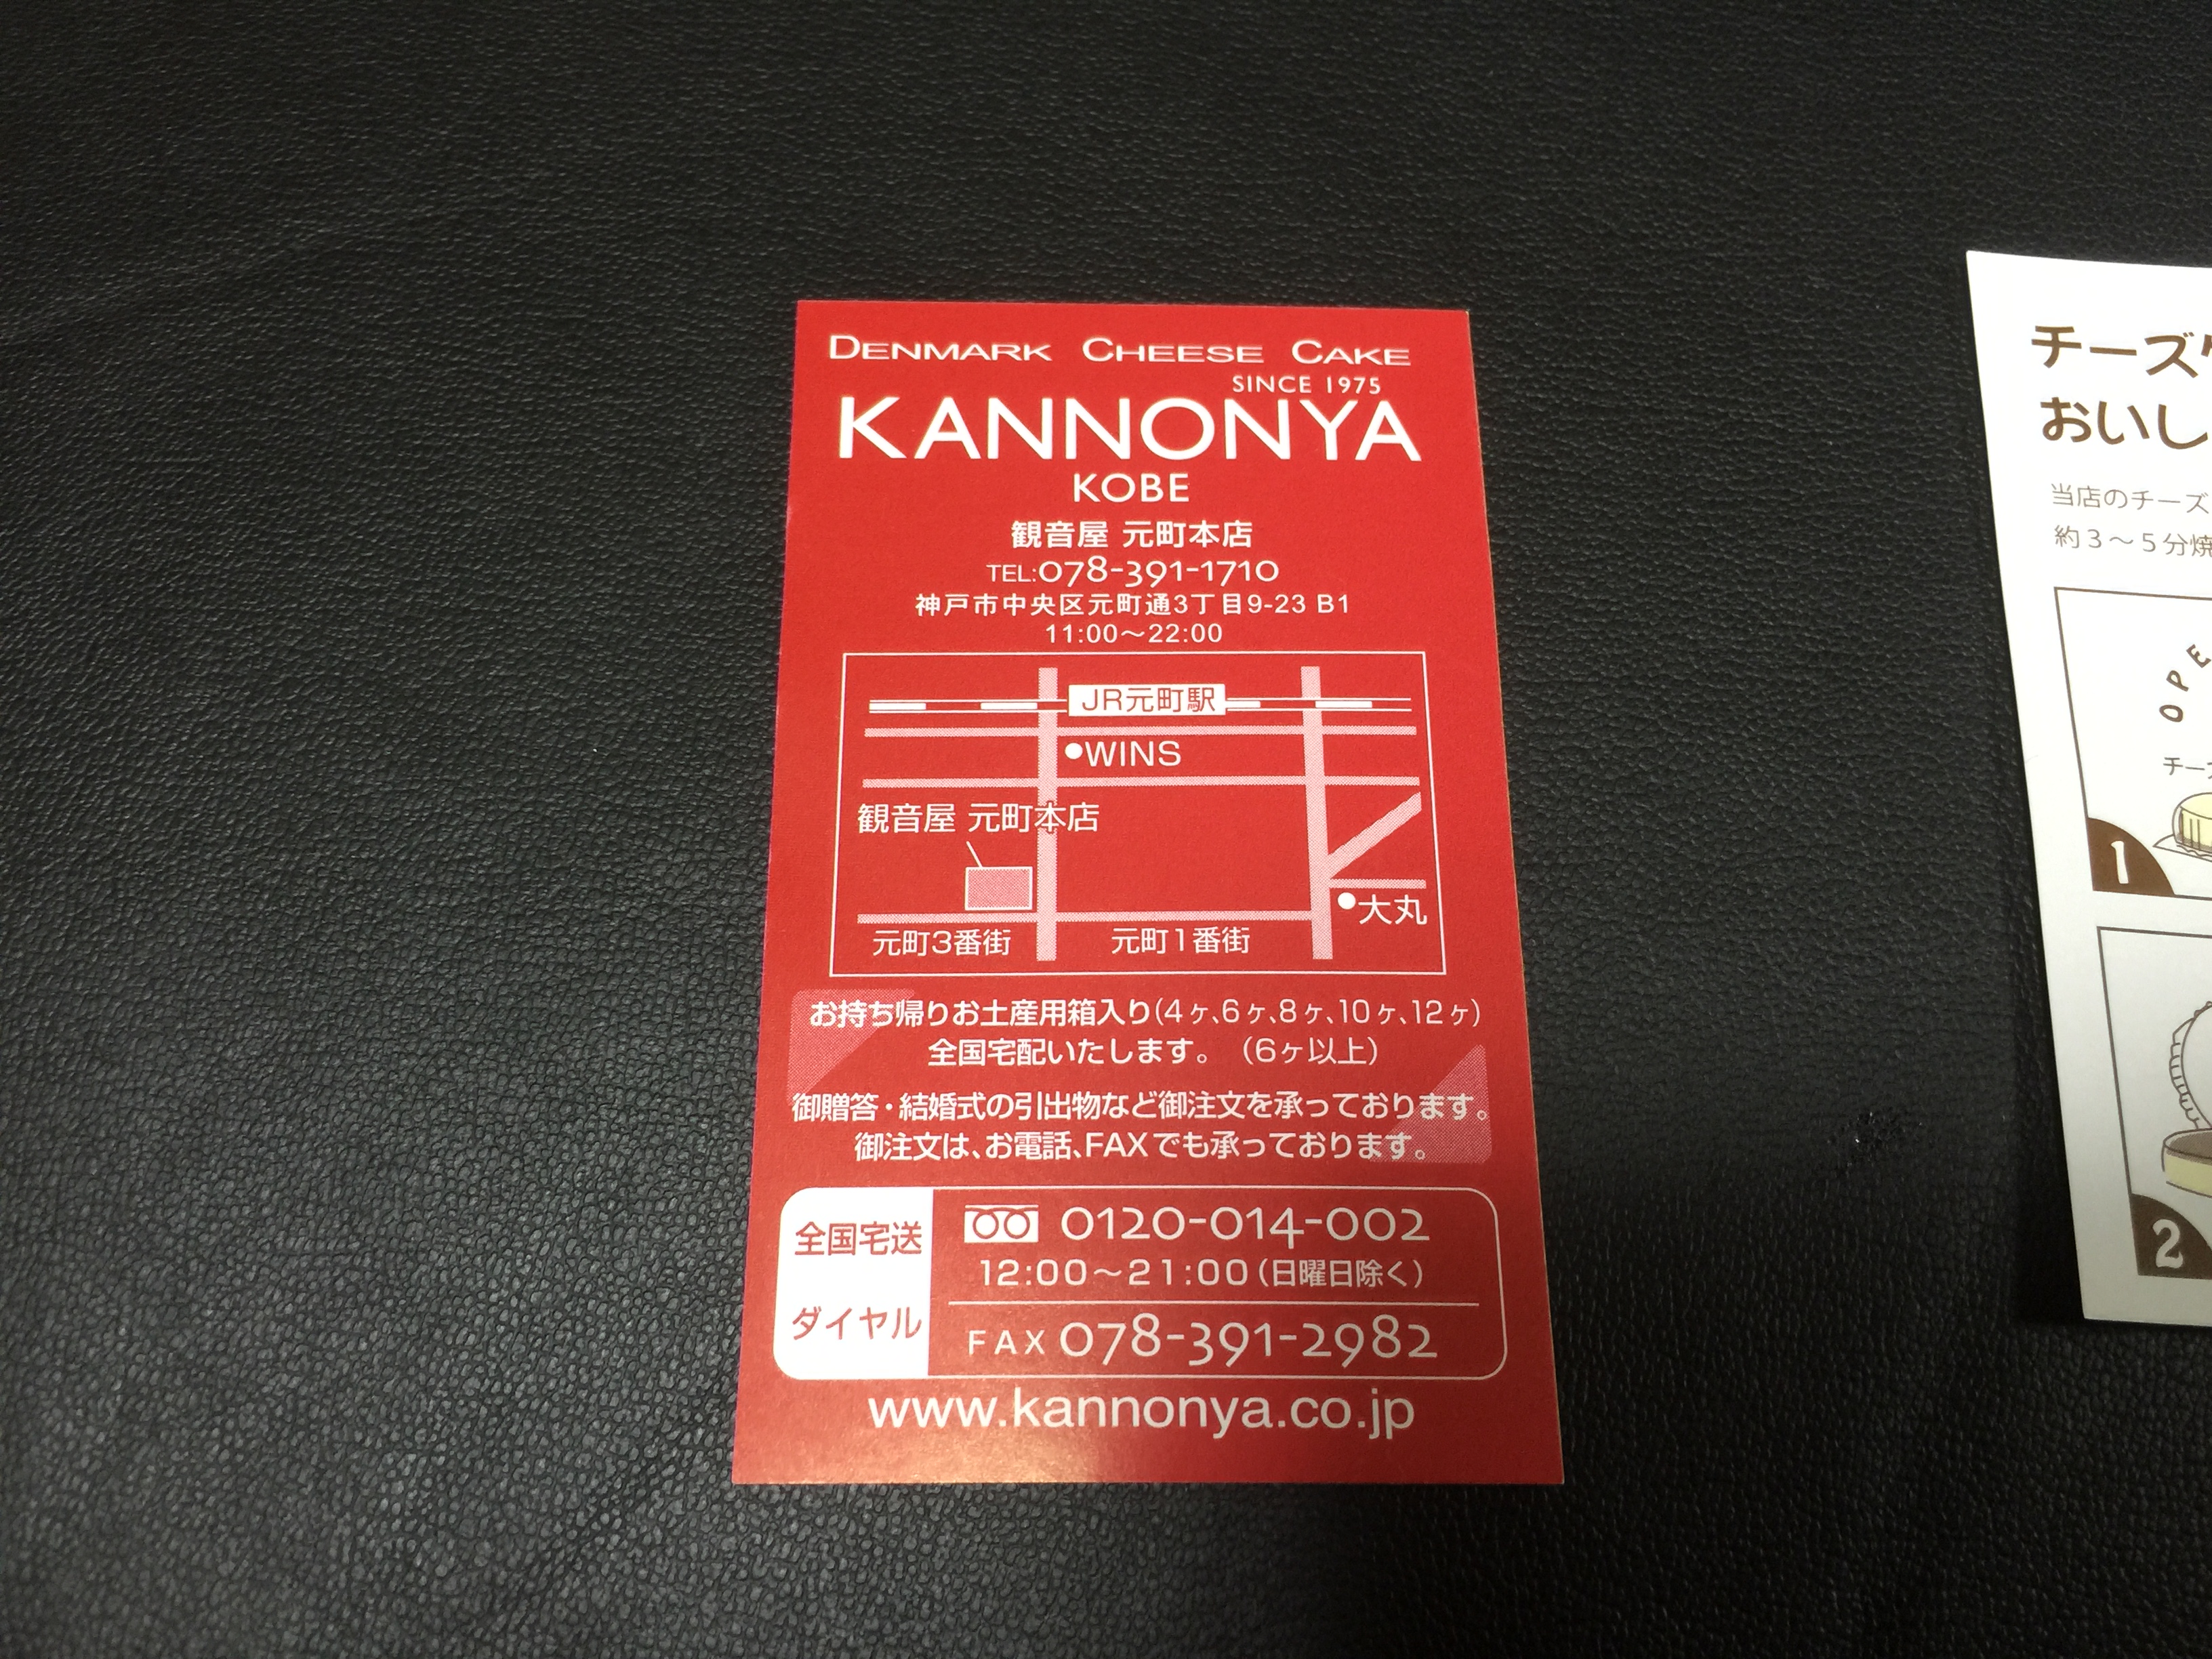 DENMARK CHEESE CAKE
SINCE 1975
KANNONYA
KOBE
観音屋 元町本店
TEL:078-391-1710
神戸市中央区元町通3丁目9-23 B1
11:00～22:00
JR元町駅
●WINS
観音屋 元町本店
●大丸
元町3番街 元町1番街
お持ち帰りお土産用箱入り(4ヶ、6ヶ、8ヶ、10ヶ、12ヶ)
全国宅配いたします。(6ヶ以上)
御贈答・結婚式の引出物など御注文を承っております。
御注文は、お電話、FAXでも承っております。
全国宅送
ダイヤル
0120-014-002
12:00～21:00(日曜日除く)
FAX 078-391-2982
www.kannonya.co.jp
チーズ
おいし
当店のチーズ
約3～5分焼
OPE
チー
1
2